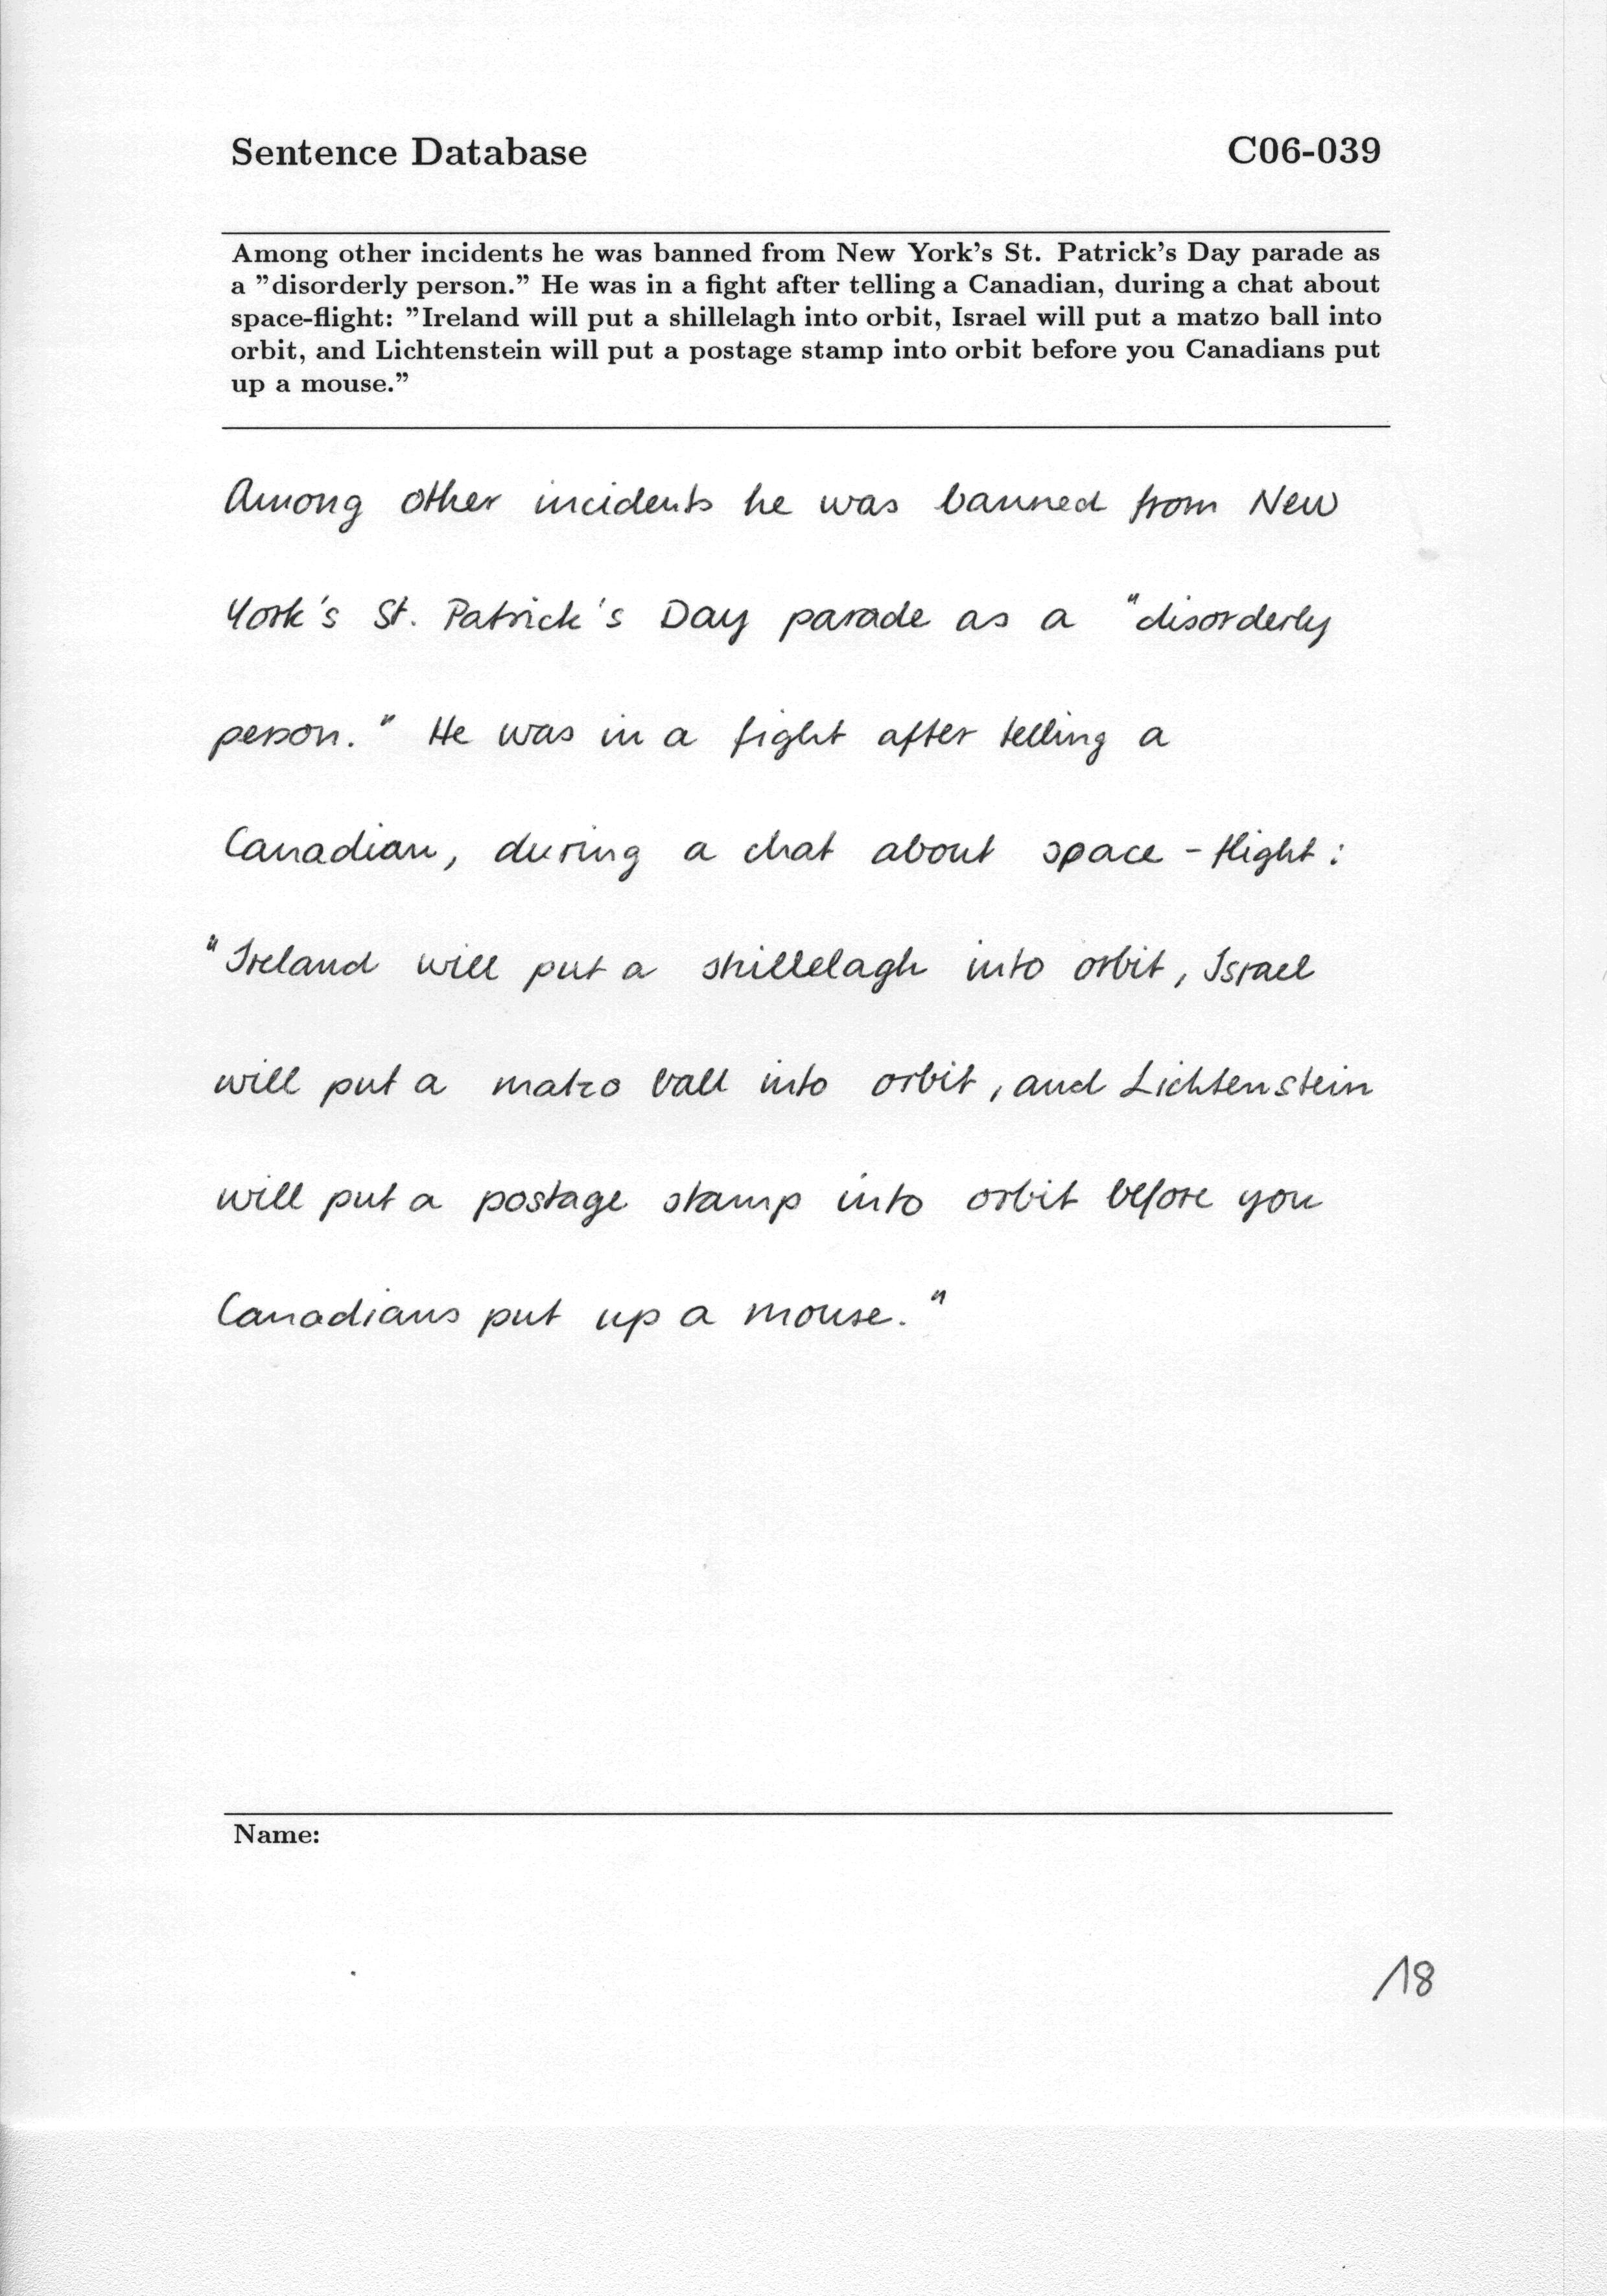 Sentence Database C06-039
Among other incidents he was banned from New York's St. Patrick's Day parade as
a "disorderly person." He was in a fight after telling a Canadian, during a chat about
space-flight: "Ireland will put a shillelagh into orbit, Israel will put a matzo ball into
orbit, and Lichtenstein will put a postage stamp into orbit before you Canadians put
up a mouse."
Among other incidents he was banned from New
York's St. Patrick's Day parade as a "disorderly
person." He was in a fight after telling a
Canadian, during a chat about space-flight:
"Ireland will put a shillelagh into orbit, Israel
will put a matzo ball into orbit, and Lichtenstein
will put a postage stamp into orbit before you
Canadians put up a mouse."
Name:
18